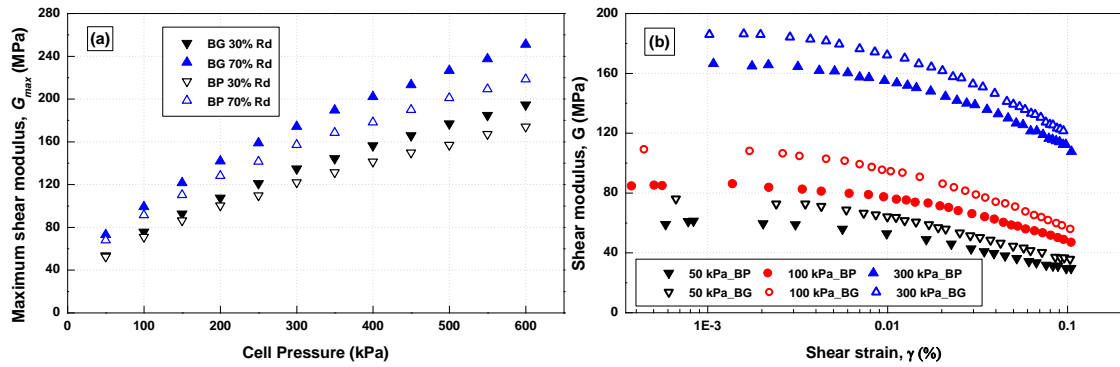 (a)
BG 30% Rd
BG 70% Rd
BP 30% Rd
BP 70% Rd
Maximum shear modulus, G_max (MPa)
280
240
200
160
120
80
40
0
0 100 200 300 400 500 600
Cell Pressure (kPa)
(b)
Shear modulus, G (MPa)
200
160
120
80
40
0
50 kPa_BP 100 kPa_BP 300 kPa_BP
50 kPa_BG 100 kPa_BG 300 kPa_BG
1E-3 0.01 0.1
Shear strain, γ (%)